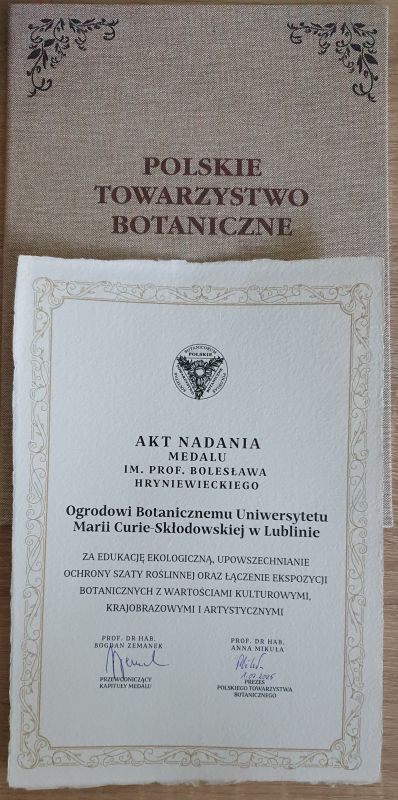 POLSKIE
TOWARZYSTWO
BOTANICZNE
POLSKIE
AKT NADANIA
MEDALU
IM. PROF. BOLESŁAWA
HRYNIEWIECKIEGO
Ogrodowi Botanicznemu Uniwersytetu
Marii Curie-Skłodowskiej w Lublinie
ZA EDUKACJĘ EKOLOGICZNĄ, UPOWSZECHNIANIE
OCHRONY SZATY ROŚLINNEJ ORAZ ŁĄCZENIE EKSPOZYCJI
BOTANICZNYCH Z WARTOŚCIAMI KULTUROWYMI,
KRAJOBRAZOWYMI I ARTYSTYCZNYMI
PROF. DR HAB.
BOGDAN ZEMANEK
PRZEWODNICZĄCY
KAPITUŁY MEDALU
PROF. DR HAB.
ANNA MIKUŁA
1.07.2025
PREZES
POLSKIEGO TOWARZYSTWA
BOTANICZNEGO